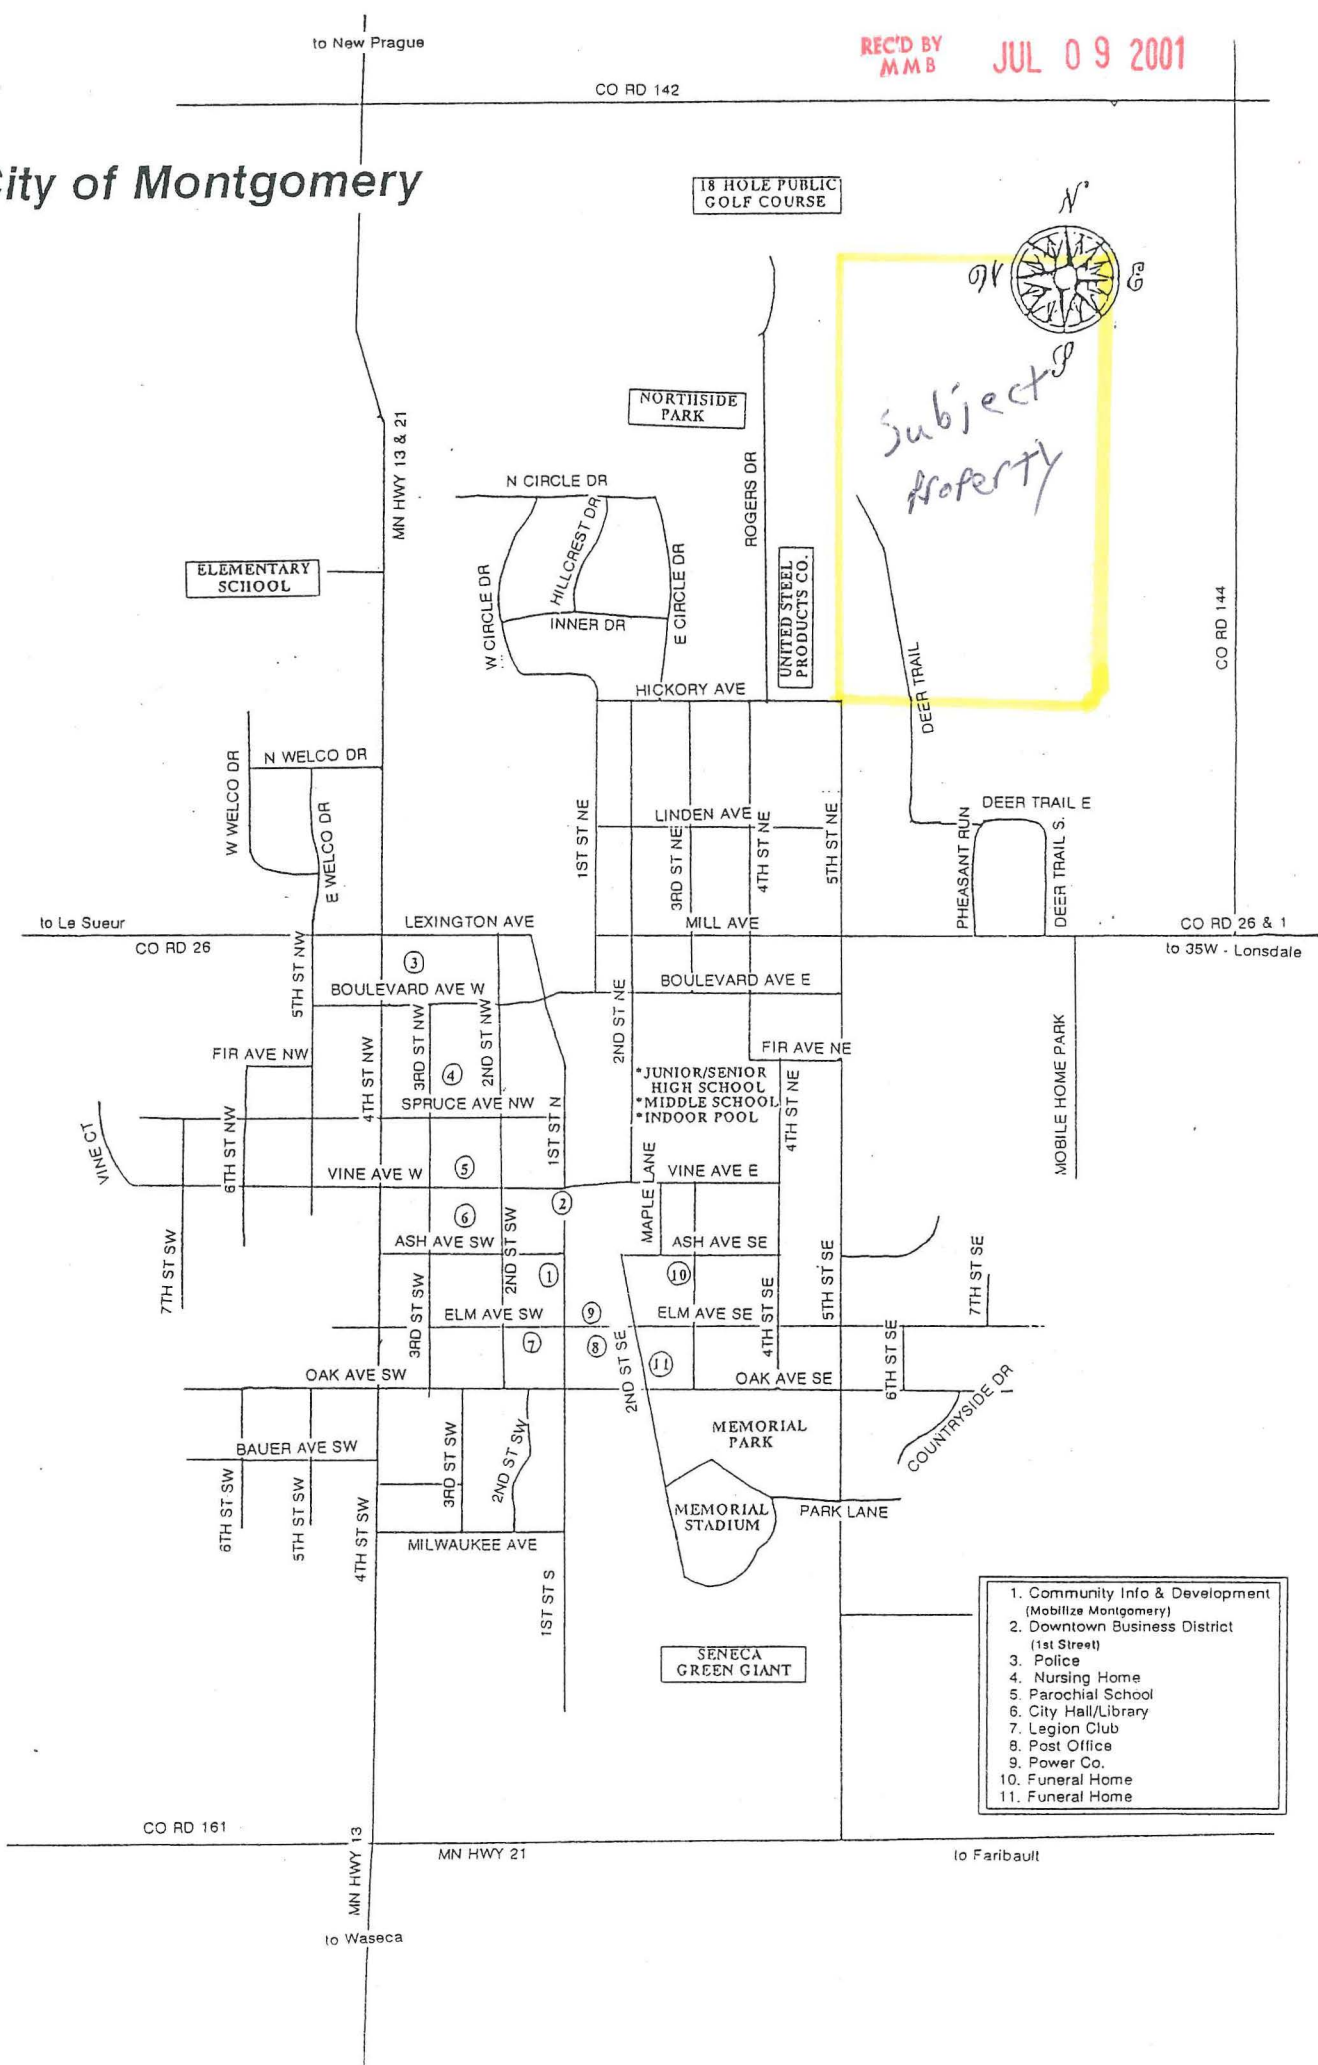 to New Prague
REC'D BY
MMB
JUL 09 2001
CO RD 142
City of Montgomery
18 HOLE PUBLIC
GOLF COURSE
N
W
E
S
Subject
Property
NORTHSIDE
PARK
MN HWY 13 & 21
ROGERS DR
N CIRCLE DR
HILLCREST DR
W CIRCLE DR
E CIRCLE DR
INNER DR
ELEMENTARY
SCHOOL
UNITED STEEL
PRODUCTS CO.
CO RD 144
DEER TRAIL
HICKORY AVE
W WELCO DR
N WELCO DR
E WELCO DR
1ST ST NE
LINDEN AVE
3RD ST NE
4TH ST NE
5TH ST NE
DEER TRAIL E
PHEASANT RUN
DEER TRAIL S.
to Le Sueur
CO RD 26
LEXINGTON AVE
MILL AVE
CO RD 26 & 1
to 35W - Lonsdale
5TH ST NW
3
BOULEVARD AVE W
BOULEVARD AVE E
2ND ST NE
FIR AVE NW
4TH ST NW
3RD ST NW
4
2ND ST NW
FIR AVE NE
*JUNIOR/SENIOR
HIGH SCHOOL
*MIDDLE SCHOOL
*INDOOR POOL
4TH ST NE
MOBILE HOME PARK
SPRUCE AVE NW
VINE CT
6TH ST NW
1ST ST N
VINE AVE W
5
MAPLE LANE
VINE AVE E
2
6
7TH ST SW
ASH AVE SW
2ND ST SW
1
ASH AVE SE
10
5TH ST SE
7TH ST SE
3RD ST SW
ELM AVE SW
9
ELM AVE SE
4TH ST SE
7
8
2ND ST SE
11
6TH ST SE
OAK AVE SW
OAK AVE SE
COUNTRYSIDE DR
MEMORIAL
PARK
BAUER AVE SW
3RD ST SW
2ND ST SW
6TH ST SW
5TH ST SW
4TH ST SW
MEMORIAL
STADIUM
PARK LANE
MILWAUKEE AVE
1ST ST S
SENECA
GREEN GIANT
1. Community Info & Development
(Mobilize Montgomery)
2. Downtown Business District
(1st Street)
3. Police
4. Nursing Home
5. Parochial School
6. City Hall/Library
7. Legion Club
8. Post Office
9. Power Co.
10. Funeral Home
11. Funeral Home
CO RD 161
MN HWY 13
MN HWY 21
to Faribault
to Waseca